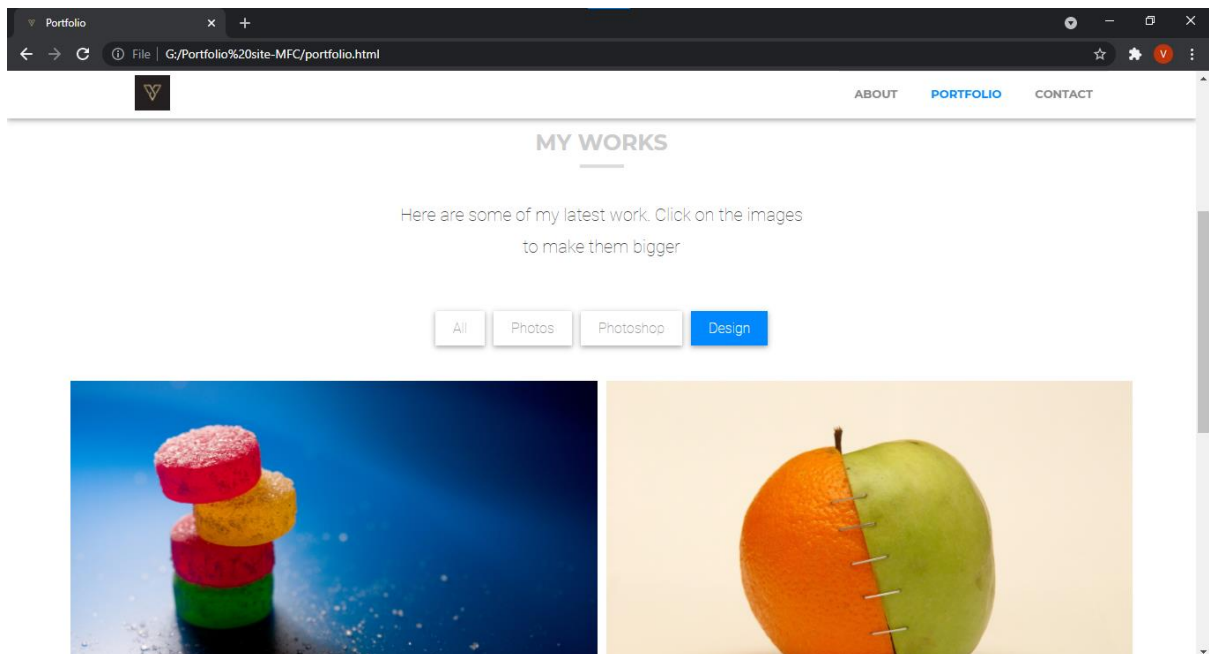 Portfolio
File | G:/Portfolio%20site-MFC/portfolio.html
V
ABOUT PORTFOLIO CONTACT
MY WORKS
Here are some of my latest work. Click on the images
to make them bigger
All Photos Photoshop Design